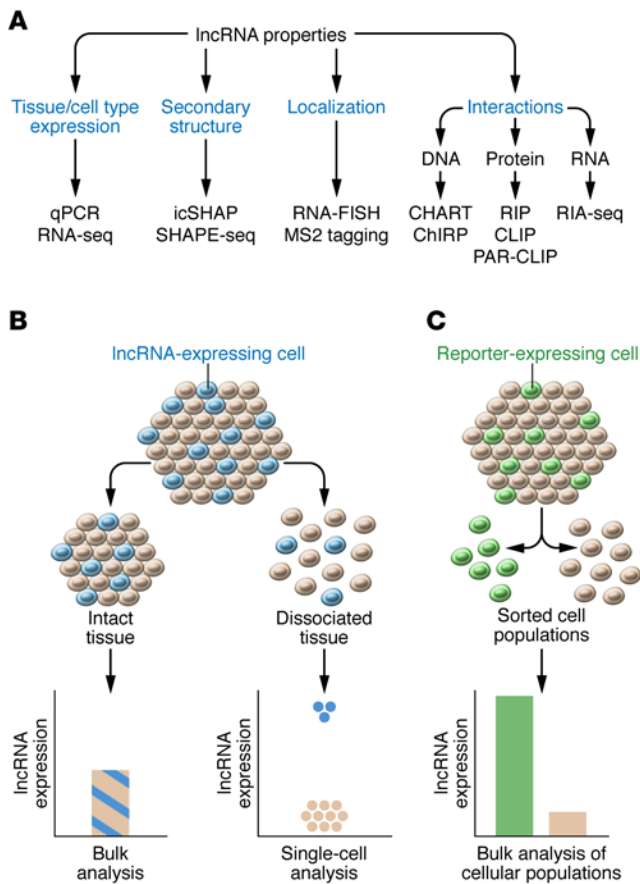 A
lncRNA properties
Tissue/cell type
expression
Secondary
structure
Localization
Interactions
DNA
Protein
RNA
qPCR
RNA-seq
icSHAP
SHAPE-seq
RNA-FISH
MS2 tagging
CHART
ChIRP
RIP
CLIP
PAR-CLIP
RIA-seq
B
lncRNA-expressing cell
Intact
tissue
Dissociated
tissue
lncRNA
expression
Bulk
analysis
lncRNA
expression
Single-cell analysis
C
Reporter-expressing cell
Sorted cell
populations
lncRNA
expression
Bulk analysis of
cellular populations